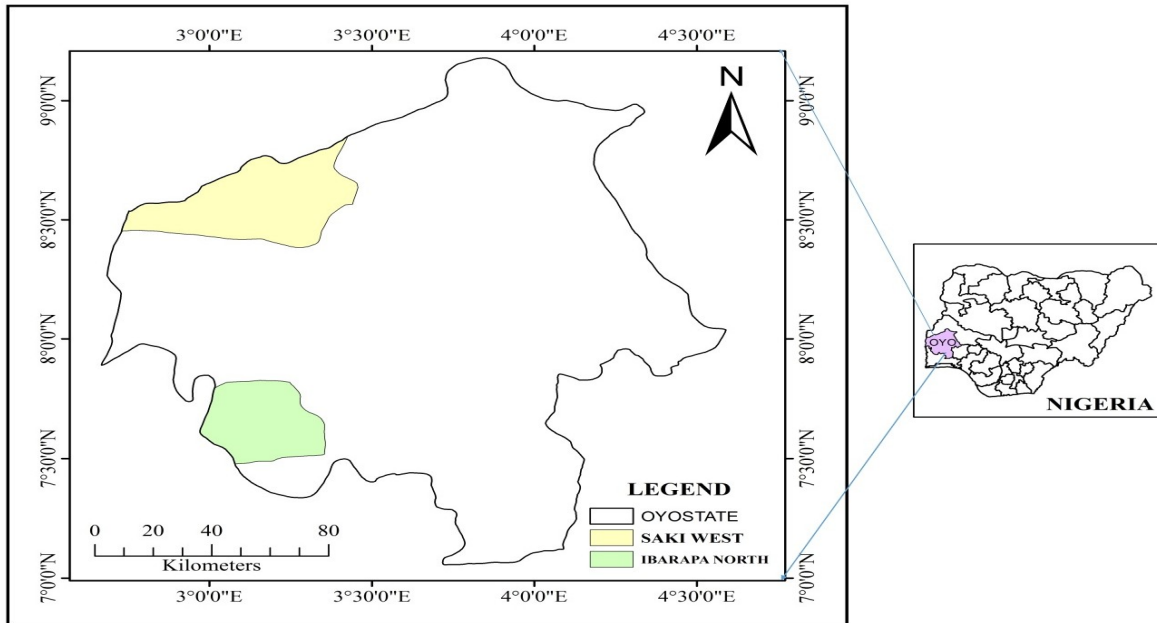 3°0'0"E 3°30'0"E 4°0'0"E 4°30'0"E
N
9°0'0"N 9°0'0"N
8°30'0"N 8°30'0"N
8°0'0"N 8°0'0"N
7°30'0"N 7°30'0"N
7°0'0"N 7°0'0"N
LEGEND
OYOSTATE
SAKI WEST
IBARAPA NORTH
0 20 40 80
Kilometers
3°0'0"E 3°30'0"E 4°0'0"E 4°30'0"E
OYO
NIGERIA